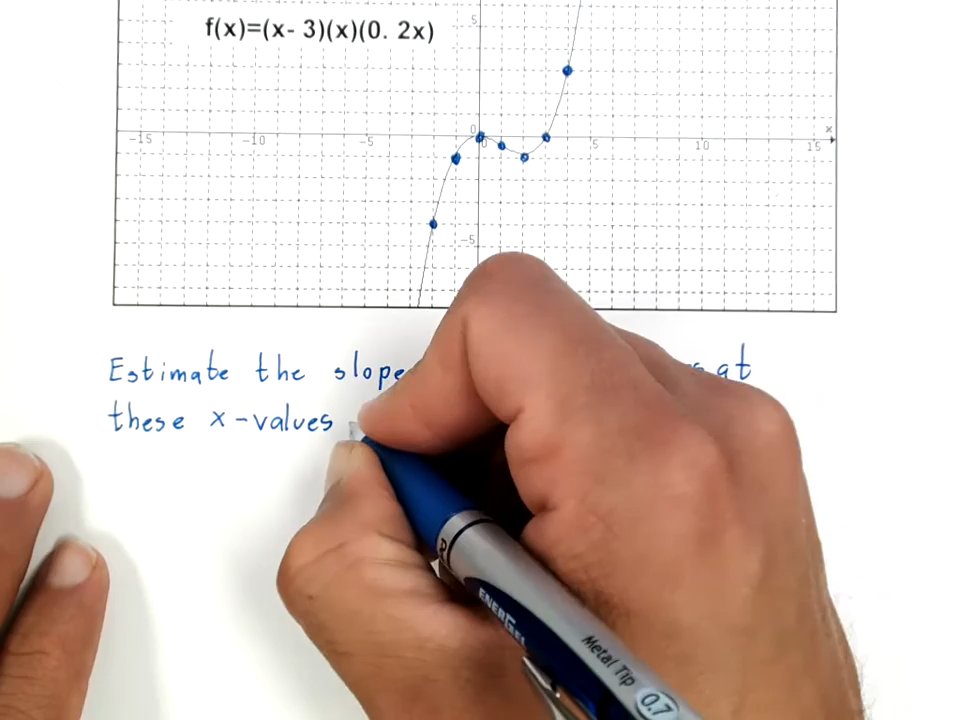 5
f(x)=(x- 3)(x)(0. 2x)
0
x
-15 -10 -5 0 5 10 15
-5
Estimate the slope at
these x-values
ENERGEL
Metal Tip 0.7